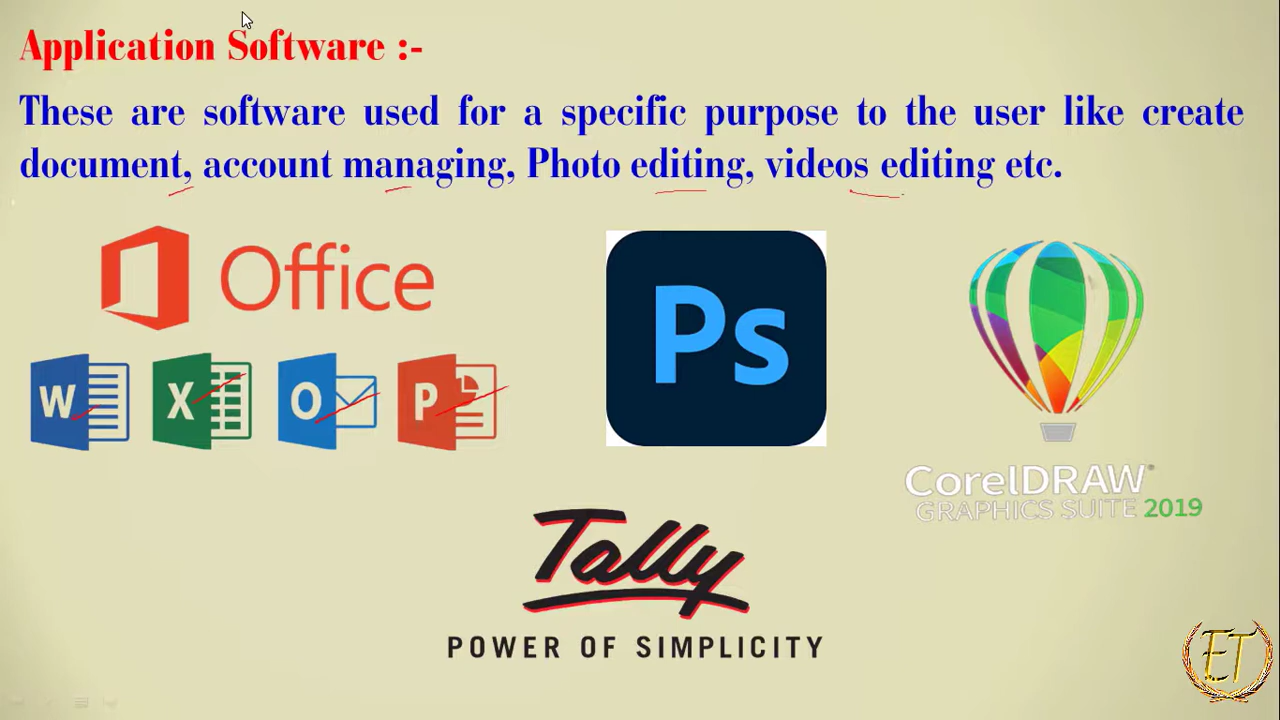 Application Software :-
These are software used for a specific purpose to the user like create
document, account managing, Photo editing, videos editing etc.
Office
W X O P
Ps
CorelDRAW®
GRAPHICS SUITE 2019
Tally
POWER OF SIMPLICITY
ET